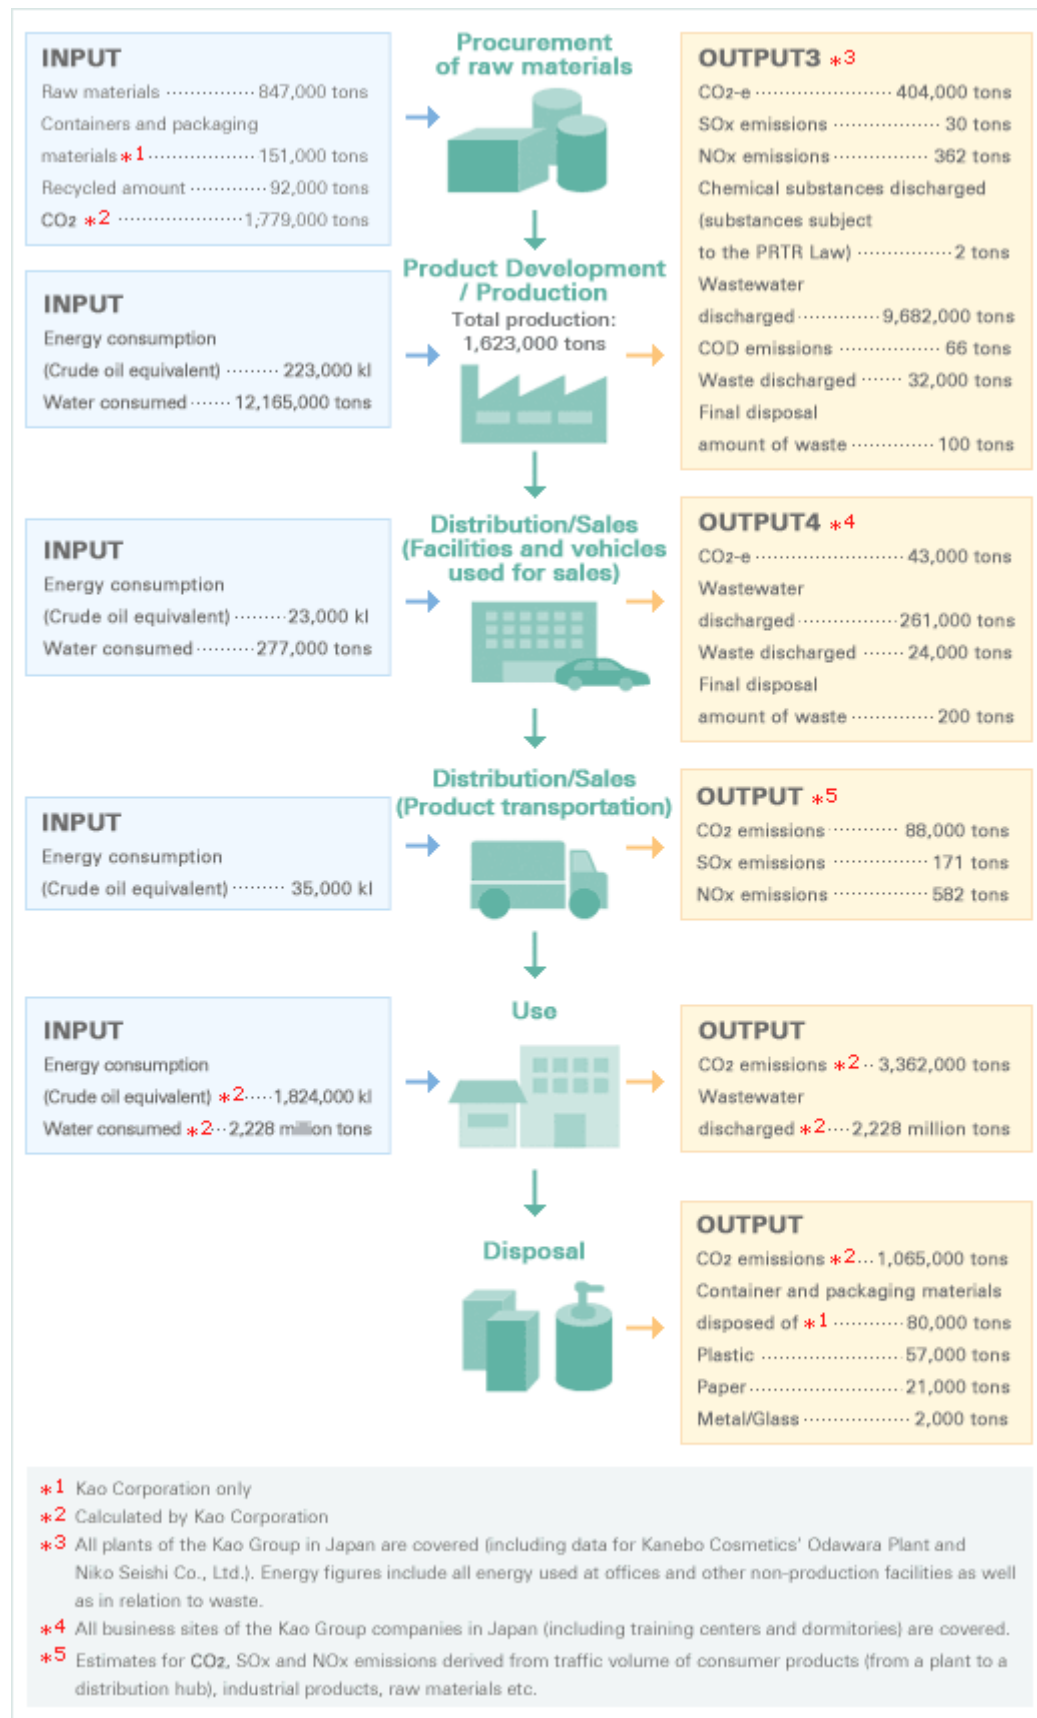 Procurement
of raw materials
INPUT
Raw materials ·············· 847,000 tons
Containers and packaging
materials *1 ················· 151,000 tons
Recycled amount ············ 92,000 tons
CO2 *2 ····················1,779,000 tons
Product Development
/ Production
Total production:
1,623,000 tons
INPUT
Energy consumption
(Crude oil equivalent) ········· 223,000 kl
Water consumed ······· 12,165,000 tons
OUTPUT3 *3
CO2-e ······················ 404,000 tons
SOx emissions ················· 30 tons
NOx emissions ··············· 362 tons
Chemical substances discharged
(substances subject
to the PRTR Law) ··············· 2 tons
Wastewater
discharged ············· 9,682,000 tons
COD emissions ················ 66 tons
Waste discharged ······· 32,000 tons
Final disposal
amount of waste ············· 100 tons
Distribution/Sales
(Facilities and vehicles
used for sales)
INPUT
Energy consumption
(Crude oil equivalent) ········ 23,000 kl
Water consumed ·········· 277,000 tons
OUTPUT4 *4
CO2-e ························ 43,000 tons
Wastewater
discharged ················ 261,000 tons
Waste discharged ······· 24,000 tons
Final disposal
amount of waste ············· 200 tons
Distribution/Sales
(Product transportation)
INPUT
Energy consumption
(Crude oil equivalent) ········· 35,000 kl
OUTPUT *5
CO2 emissions ··········· 88,000 tons
SOx emissions ··············· 171 tons
NOx emissions ··············· 582 tons
Use
INPUT
Energy consumption
(Crude oil equivalent) *2·····1,824,000 kl
Water consumed *2···2,228 million tons
OUTPUT
CO2 emissions *2··3,362,000 tons
Wastewater
discharged *2····2,228 million tons
Disposal
OUTPUT
CO2 emissions *2···1,065,000 tons
Container and packaging materials
disposed of *1 ··········· 80,000 tons
Plastic ······················ 57,000 tons
Paper ························ 21,000 tons
Metal/Glass ················· 2,000 tons
*1 Kao Corporation only
*2 Calculated by Kao Corporation
*3 All plants of the Kao Group in Japan are covered (including data for Kanebo Cosmetics' Odawara Plant and
Niko Seishi Co., Ltd.). Energy figures include all energy used at offices and other non-production facilities as well
as in relation to waste.
*4 All business sites of the Kao Group companies in Japan (including training centers and dormitories) are covered.
*5 Estimates for CO2, SOx and NOx emissions derived from traffic volume of consumer products (from a plant to a
distribution hub), industrial products, raw materials etc.